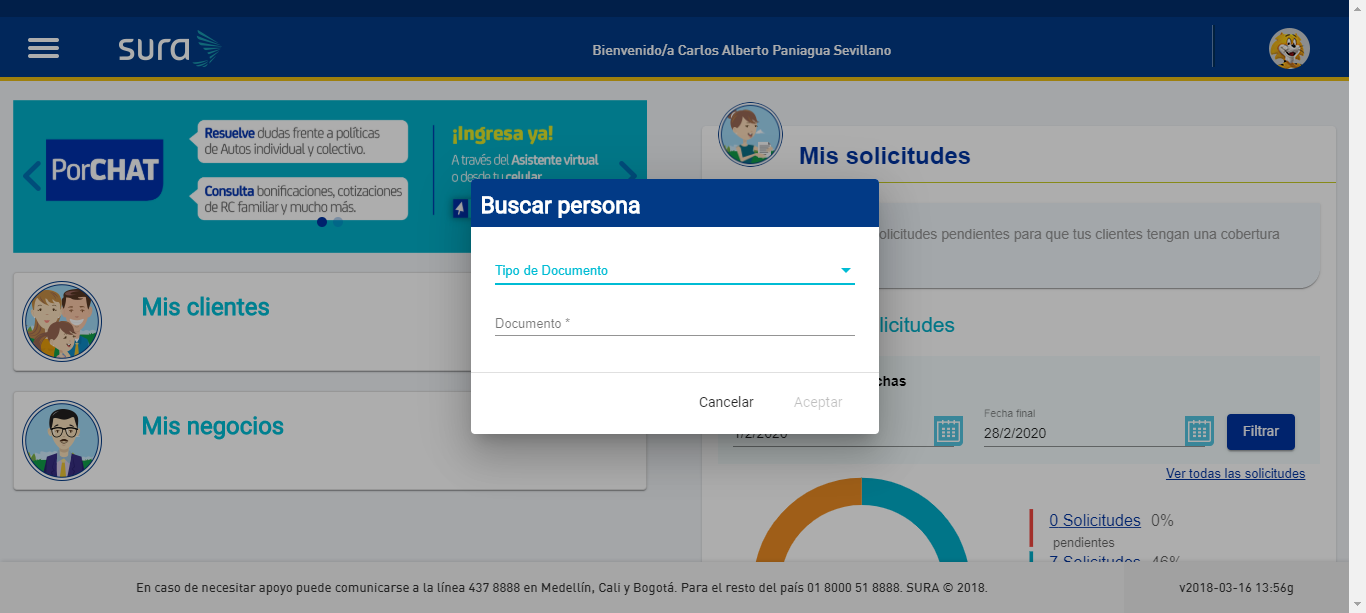 sura
Bienvenido/a Carlos Alberto Paniagua Sevillano
PorCHAT
Resuelve dudas frente a políticas
de Autos individual y colectivo.
Consulta bonificaciones, cotizaciones
de RC familiar y mucho más.
¡Ingresa ya!
A través del Asistente virtual
o desde tu celular
Mis clientes
Mis negocios
Buscar persona
Tipo de Documento
Documento *
Cancelar
Aceptar
Mis solicitudes
olicitudes pendientes para que tus clientes tengan una cobertura
licitudes
chas
1/2/2020
Fecha final
28/2/2020
Filtrar
Ver todas las solicitudes
0 Solicitudes 0%
pendientes
7 Solicitudes 46%
En caso de necesitar apoyo puede comunicarse a la línea 437 8888 en Medellín, Cali y Bogotá. Para el resto del país 01 8000 51 8888. SURA © 2018.
v2018-03-16 13:56g